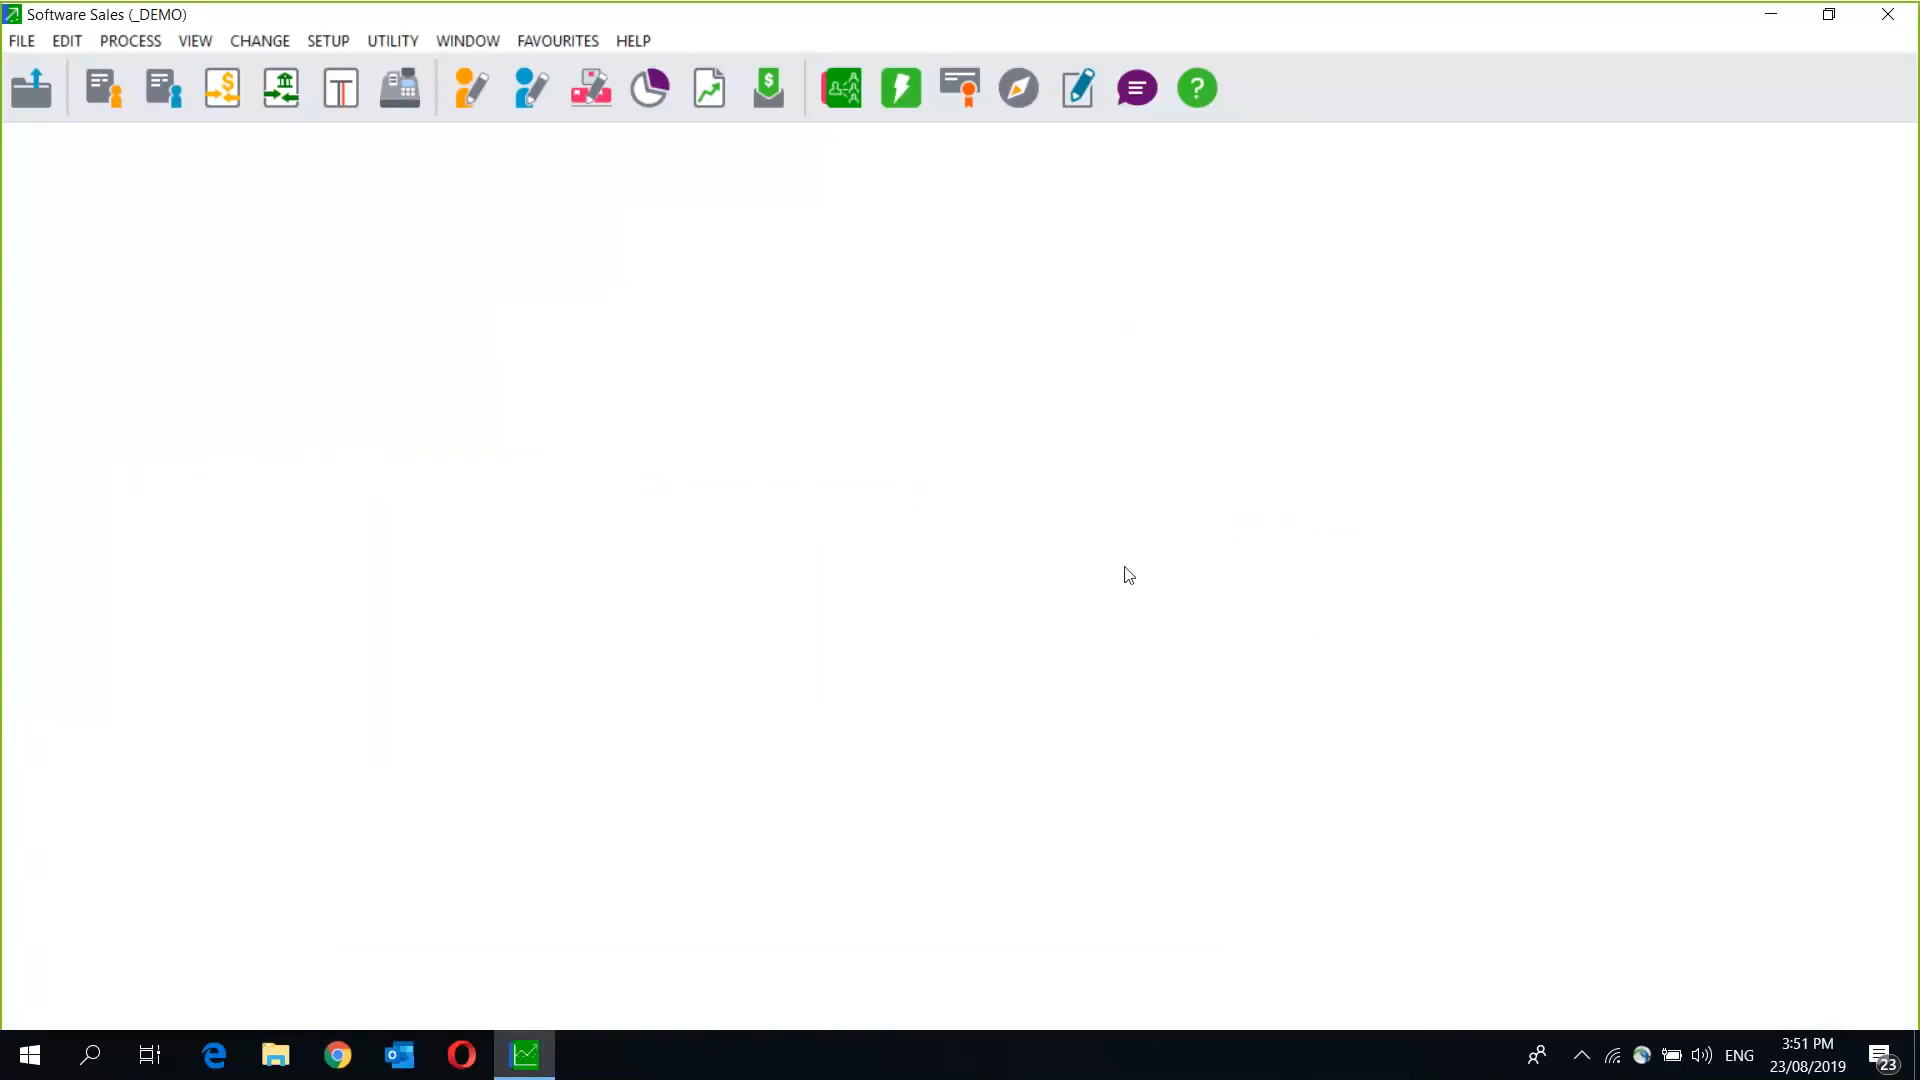 Software Sales (_DEMO)
FILE EDIT PROCESS VIEW CHANGE SETUP UTILITY WINDOW FAVOURITES HELP
ENG
3:51 PM
23/08/2019
23